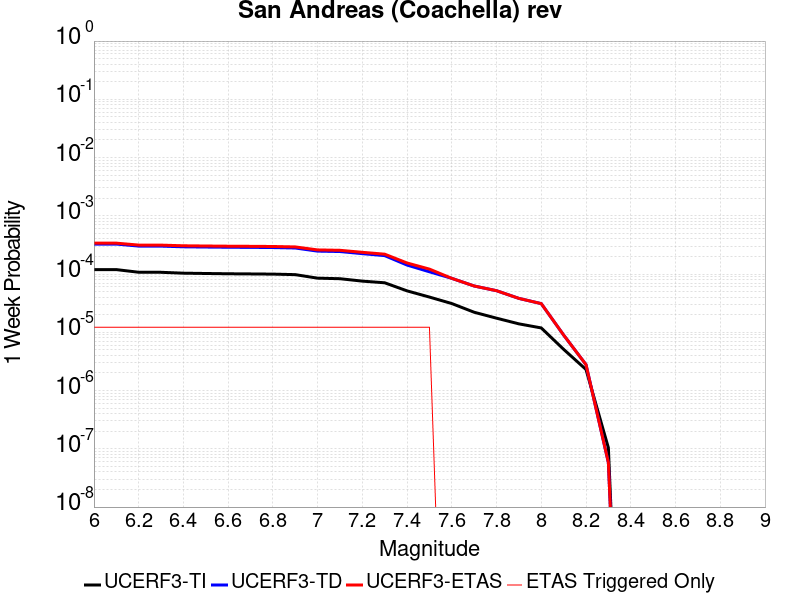 San Andreas (Coachella) rev
10^0
10^-1
10^-2
10^-3
10^-4
10^-5
10^-6
10^-7
10^-8
1 Week Probability
6 6.2 6.4 6.6 6.8 7 7.2 7.4 7.6 7.8 8 8.2 8.4 8.6 8.8 9
Magnitude
UCERF3-TI UCERF3-TD UCERF3-ETAS ETAS Triggered Only